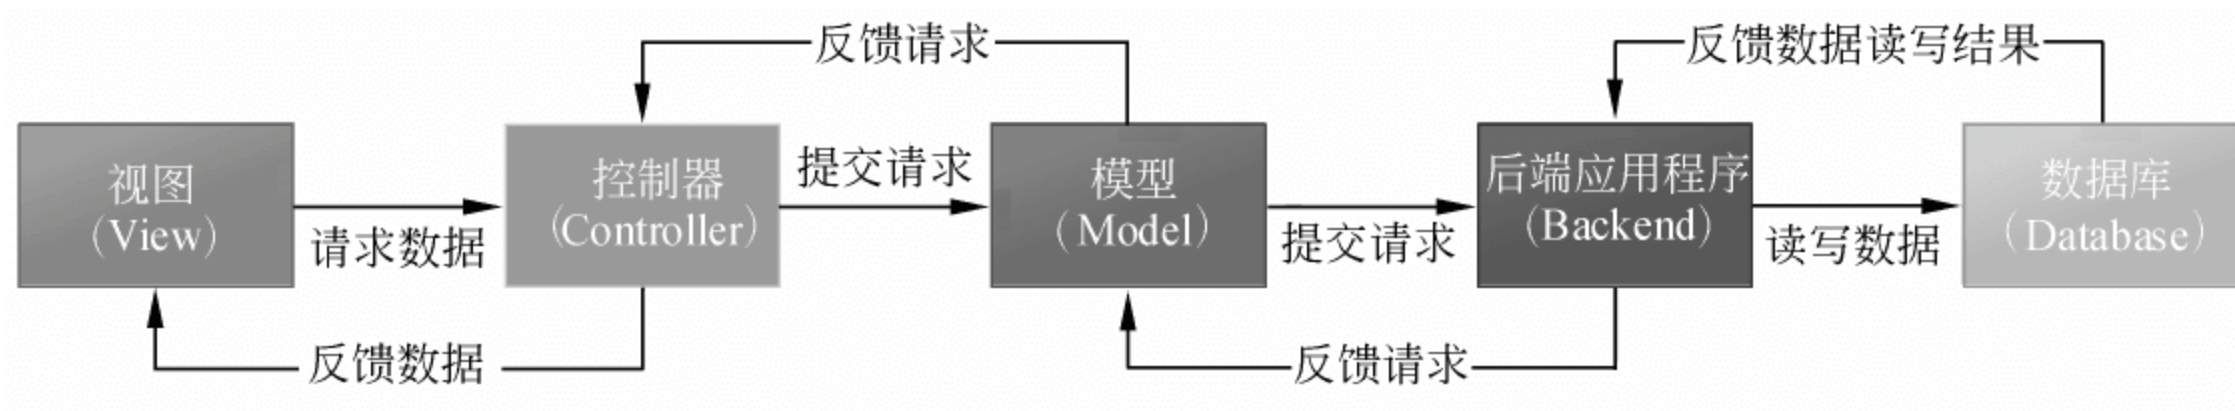 反馈请求
反馈数据读写结果
视图
（View）
请求数据
控制器
（Controller）
提交请求
模型
（Model）
提交请求
后端应用程序
（Backend）
读写数据
数据库
（Database）
反馈数据
反馈请求